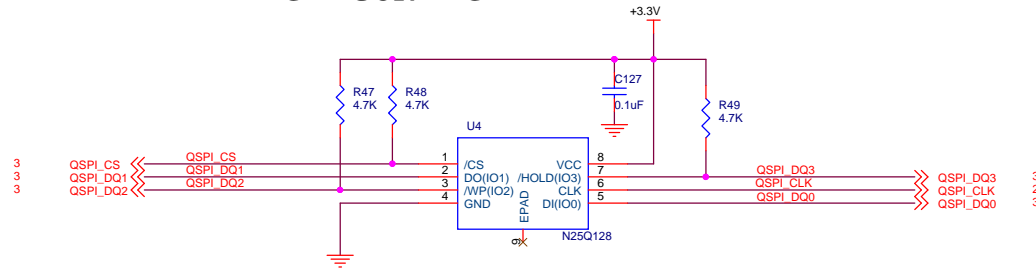 +3.3V
R47
4.7K
R48
4.7K
C127
0.1uF
R49
4.7K
U4
3 QSPI_CS QSPI_CS 1 /CS VCC 8
3 QSPI_DQ1 QSPI_DQ1 2 DO(IO1) /HOLD(IO3) 7 QSPI_DQ3 QSPI_DQ3
3 QSPI_DQ2 QSPI_DQ2 3 /WP(IO2) CLK 6 QSPI_CLK QSPI_CLK
4 GND DI(IO0) 5 QSPI_DQ0 QSPI_DQ0
EPAD
9
N25Q128